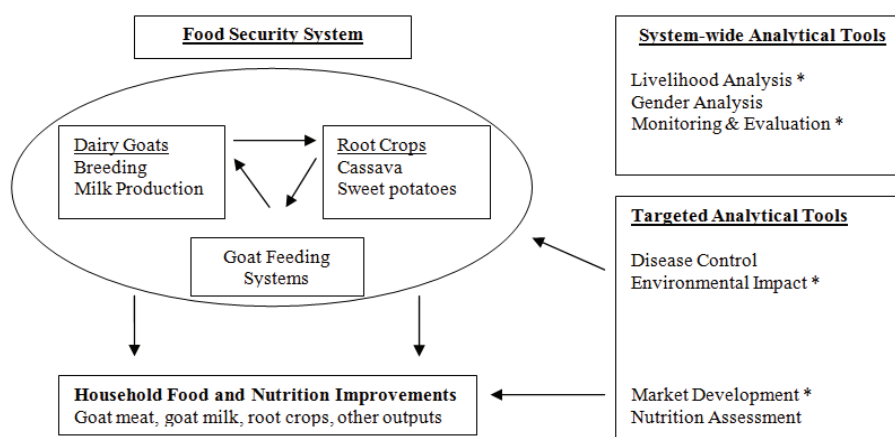 Food Security System
Dairy Goats
Breeding
Milk Production
Root Crops
Cassava
Sweet potatoes
Goat Feeding
Systems
Household Food and Nutrition Improvements
Goat meat, goat milk, root crops, other outputs
System-wide Analytical Tools
Livelihood Analysis *
Gender Analysis
Monitoring & Evaluation *
Targeted Analytical Tools
Disease Control
Environmental Impact *
Market Development *
Nutrition Assessment